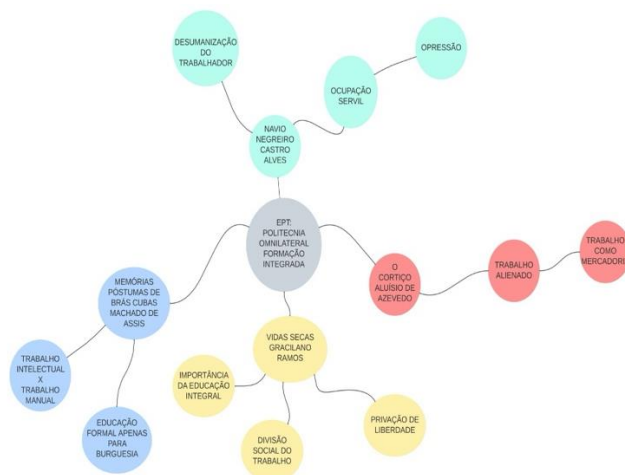 DESUMANIZAÇÃO
DO
TRABALHADOR
OPRESSÃO
OCUPAÇÃO
SERVIL
NAVIO
NEGREIRO
CASTRO
ALVES
EPT:
POLITECNIA
OMNILATERAL
FORMAÇÃO
INTEGRADA
O
CORTIÇO
ALUÍSIO DE
AZEVEDO
TRABALHO
ALIENADO
TRABALHO
COMO
MERCADORI
MEMÓRIAS
PÓSTUMAS DE
BRÁS CUBAS
MACHADO DE
ASSIS
TRABALHO
INTELECTUAL
X
TRABALHO
MANUAL
EDUCAÇÃO
FORMAL APENAS
PARA
BURGUESIA
VIDAS SECAS
GRACILANO
RAMOS
IMPORTÂNCIA
DA EDUCAÇÃO
INTEGRAL
DIVISÃO
SOCIAL DO
TRABALHO
PRIVAÇÃO DE
LIBERDADE